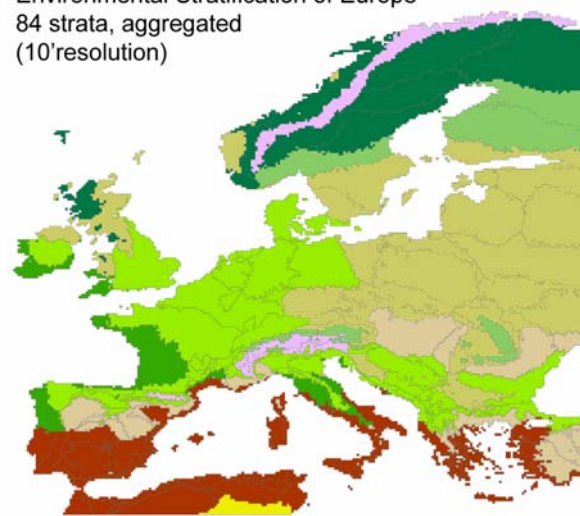 Environmental Stratification of Europe
84 strata, aggregated
(10'resolution)